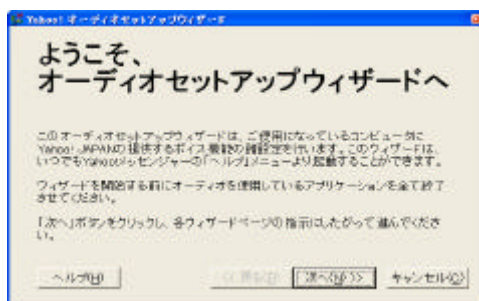 Yahoo! オーディオセットアップウィザード
ようこそ、
オーディオセットアップウィザードへ
このオーディオセットアップウィザードは、ご使用になっているコンピュータに
Yahoo! JAPANの提供するボイス機能の諸設定を行います。このウィザードは、
いつでもYahoo!メッセンジャーの「ヘルプ」メニューより起動することができます。
ウィザードを開始する前にオーディオを使用しているアプリケーションを全て終了
させてください。
「次へ」ボタンをクリックし、各ウィザードページの指示にしたがって進んでくださ
い。
ヘルプ(H)
次へ(N) >>
キャンセル(C)